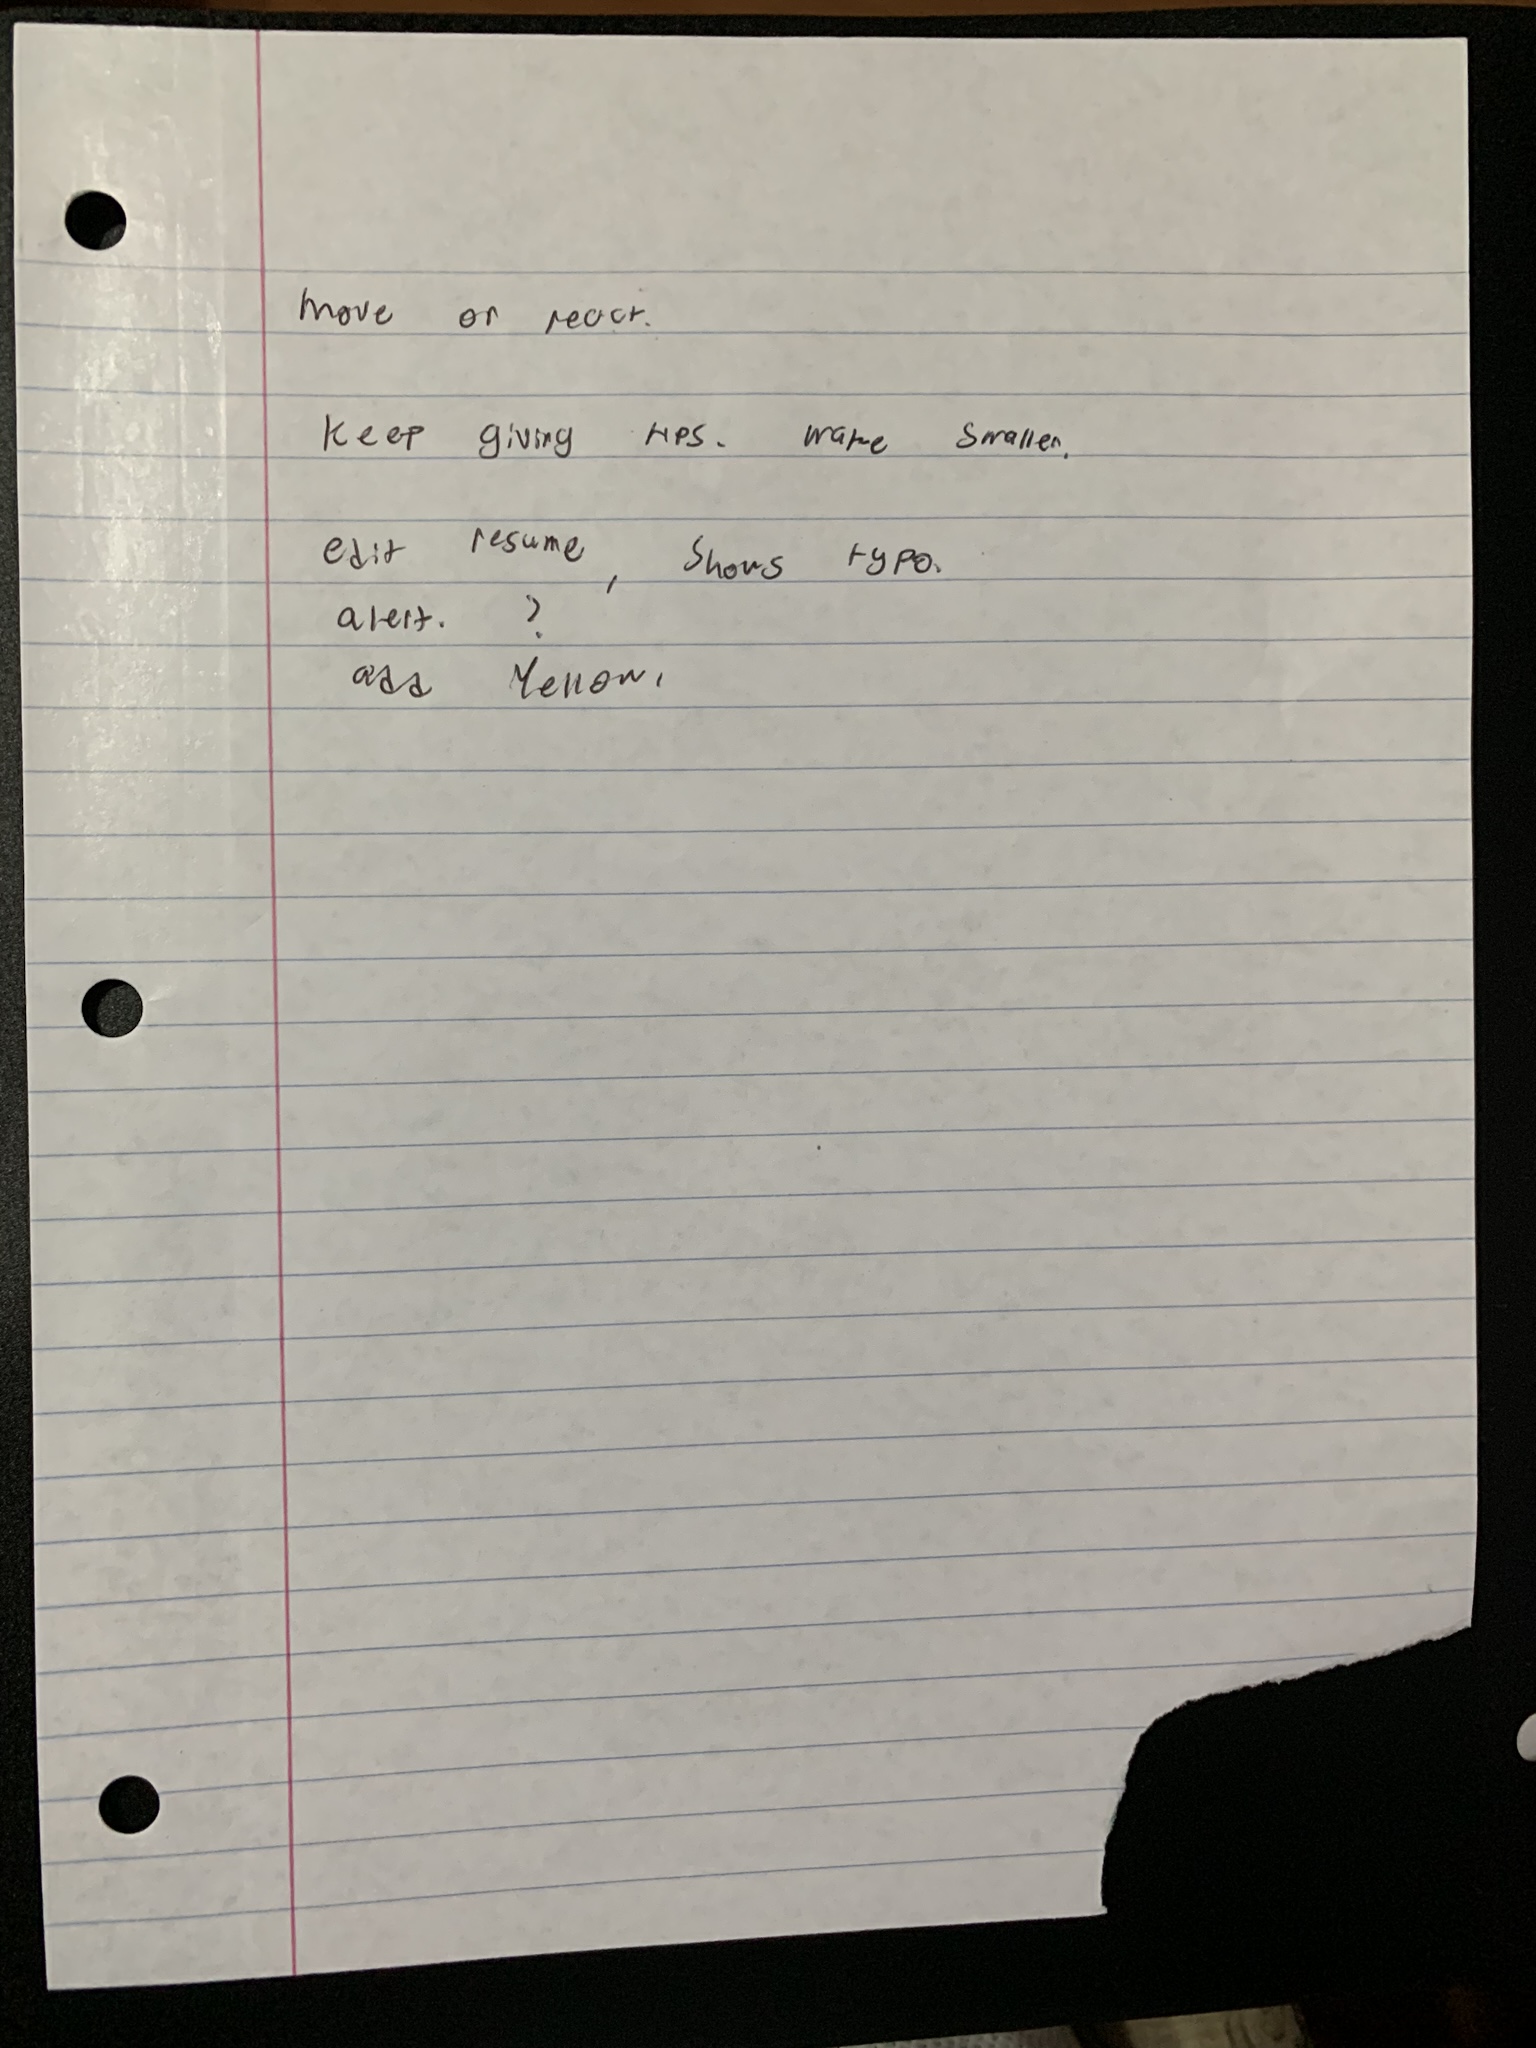 move or react.
Keep giving tips. make smaller.
edit resume, shows typo.
alert. ?
add Yellow.